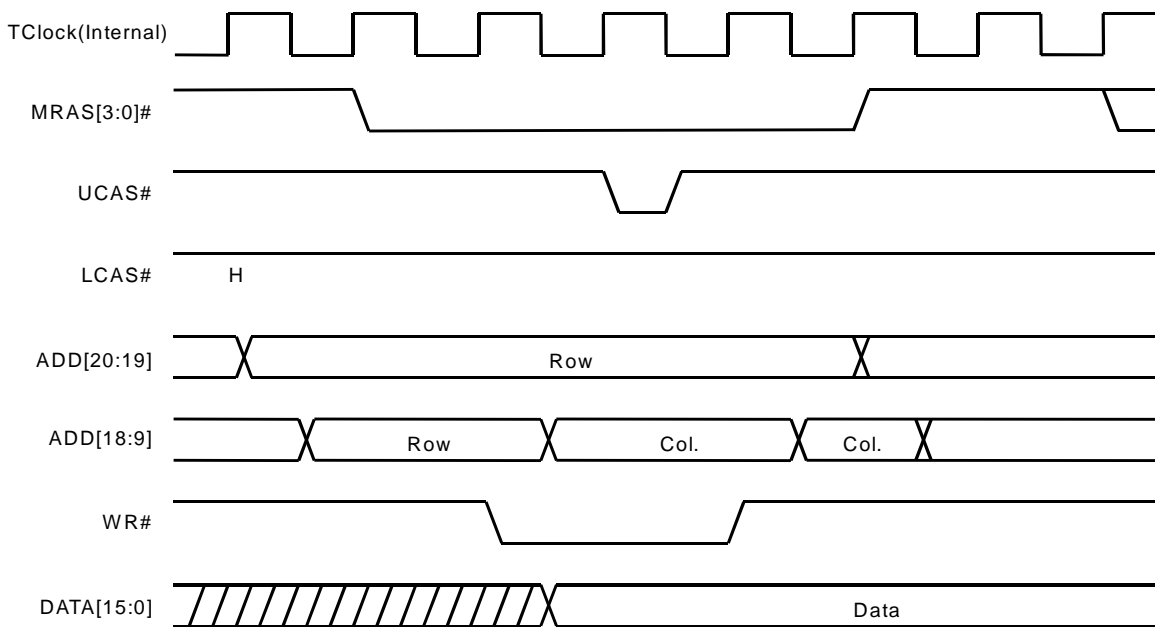 TClock(Internal)
MRAS[3:0]#
UCAS#
LCAS# H
ADD[20:19] Row
ADD[18:9] Row Col. Col.
WR#
DATA[15:0] Data